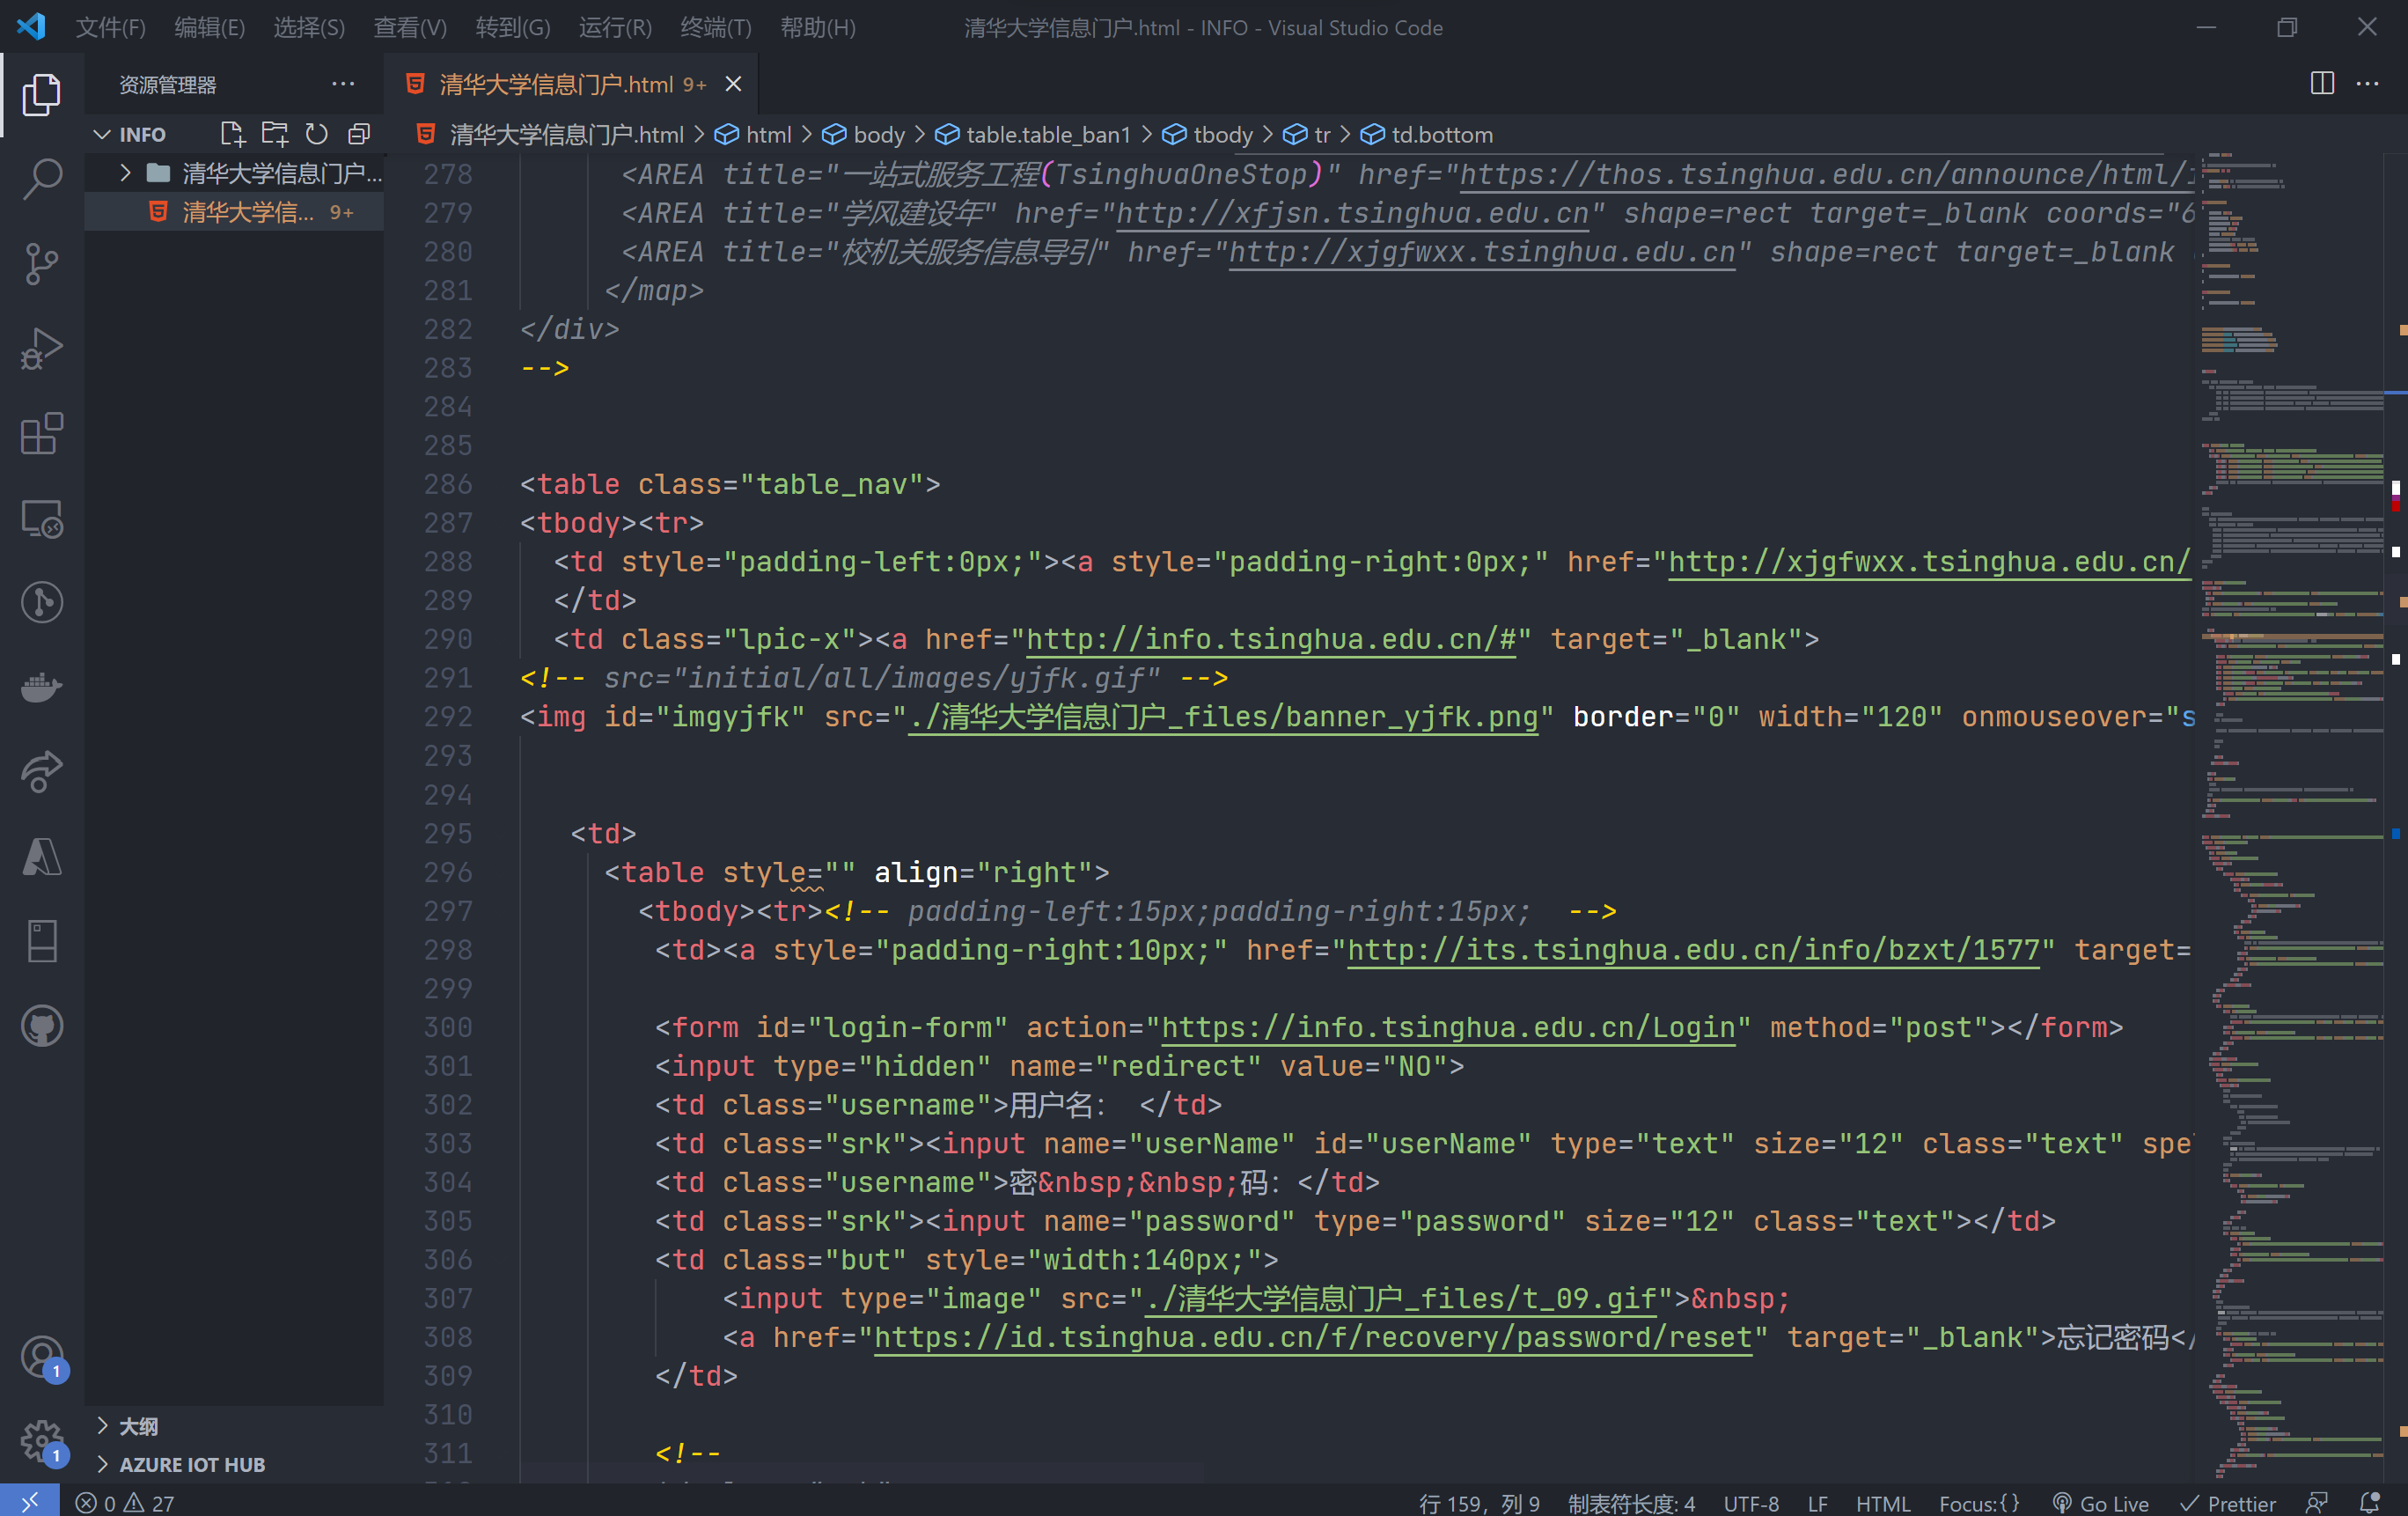 文件(F) 编辑(E) 选择(S) 查看(V) 转到(G) 运行(R) 终端(T) 帮助(H) 清华大学信息门户.html - INFO - Visual Studio Code
资源管理器 ···
清华大学信息门户.html 9+
INFO
清华大学信息门户...
清华大学信... 9+
清华大学信息门户.html > html > body > table.table_ban1 > tbody > tr > td.bottom
278 <AREA title="一站式服务工程(TsinghuaOneStop)" href="https://thos.tsinghua.edu.cn/announce/html/
279 <AREA title="学风建设年" href="http://xfjsn.tsinghua.edu.cn" shape=rect target=_blank coords="6
280 <AREA title="校机关服务信息导引" href="http://xjgfwxx.tsinghua.edu.cn" shape=rect target=_blank
281 </map>
282 </div>
283 -->
284
285
286 <table class="table_nav">
287 <tbody><tr>
288 <td style="padding-left:0px;"><a style="padding-right:0px;" href="http://xjgfwxx.tsinghua.edu.cn/
289 </td>
290 <td class="lpic-x"><a href="http://info.tsinghua.edu.cn/#" target="_blank">
291 <!-- src="initial/all/images/yjfk.gif" -->
292 <img id="imgyjfk" src="./清华大学信息门户_files/banner_yjfk.png" border="0" width="120" onmouseover="s
293
294
295 <td>
296 <table style="" align="right">
297 <tbody><tr><!-- padding-left:15px;padding-right:15px;  -->
298 <td><a style="padding-right:10px;" href="http://its.tsinghua.edu.cn/info/bzxt/1577" target=
299
300 <form id="login-form" action="https://info.tsinghua.edu.cn/Login" method="post"></form>
301 <input type="hidden" name="redirect" value="NO">
302 <td class="username">用户名： </td>
303 <td class="srk"><input name="userName" id="userName" type="text" size="12" class="text" spe
304 <td class="username">密&nbsp;&nbsp;码：</td>
305 <td class="srk"><input name="password" type="password" size="12" class="text"></td>
306 <td class="but" style="width:140px;">
307 <input type="image" src="./清华大学信息门户_files/t_09.gif">&nbsp;
308 <a href="https://id.tsinghua.edu.cn/f/recovery/password/reset" target="_blank">忘记密码</
309 </td>
310
311 <!--
1
1
大纲
AZURE IOT HUB
0 27 行 159，列 9 制表符长度: 4 UTF-8 LF HTML Focus:{} Go Live Prettier